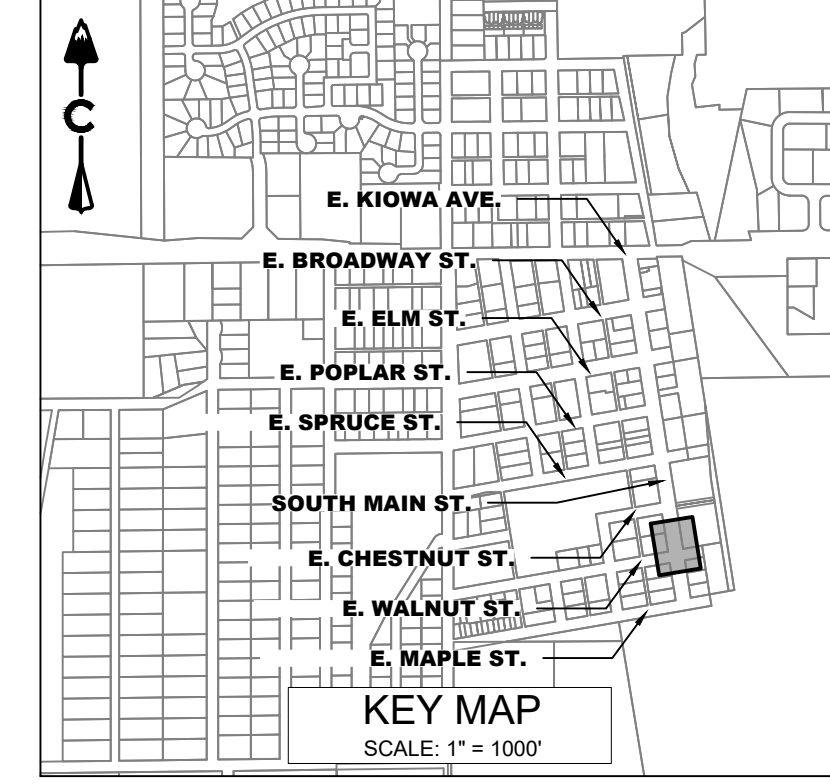 C
E. KIOWA AVE.
E. BROADWAY ST.
E. ELM ST.
E. POPLAR ST.
E. SPRUCE ST.
SOUTH MAIN ST.
E. CHESTNUT ST.
E. WALNUT ST.
E. MAPLE ST.
KEY MAP
SCALE: 1" = 1000'